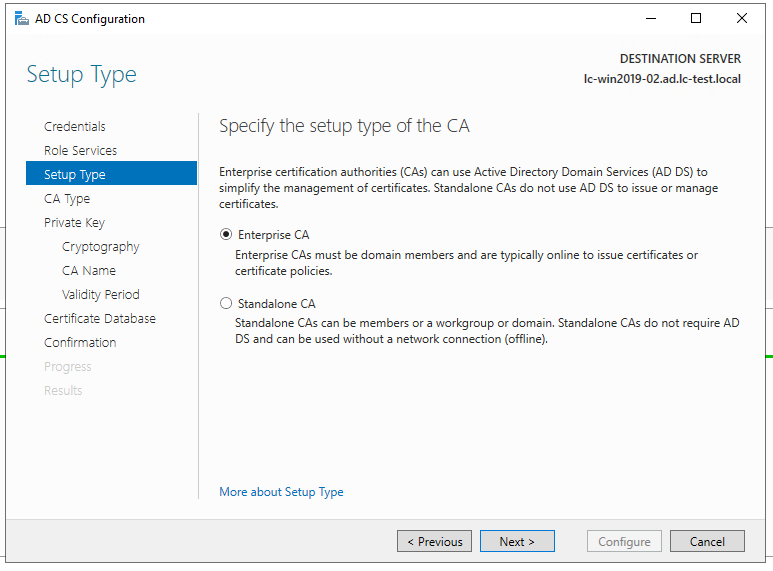 AD CS Configuration
DESTINATION SERVER
lc-win2019-02.ad.lc-test.local
Setup Type
Credentials
Role Services
Setup Type
CA Type
Private Key
Cryptography
CA Name
Validity Period
Certificate Database
Confirmation
Progress
Results
Specify the setup type of the CA
Enterprise certification authorities (CAs) can use Active Directory Domain Services (AD DS) to
simplify the management of certificates. Standalone CAs do not use AD DS to issue or manage
certificates.
Enterprise CA
Enterprise CAs must be domain members and are typically online to issue certificates or
certificate policies.
Standalone CA
Standalone CAs can be members or a workgroup or domain. Standalone CAs do not require AD
DS and can be used without a network connection (offline).
More about Setup Type
< Previous
Next >
Configure
Cancel